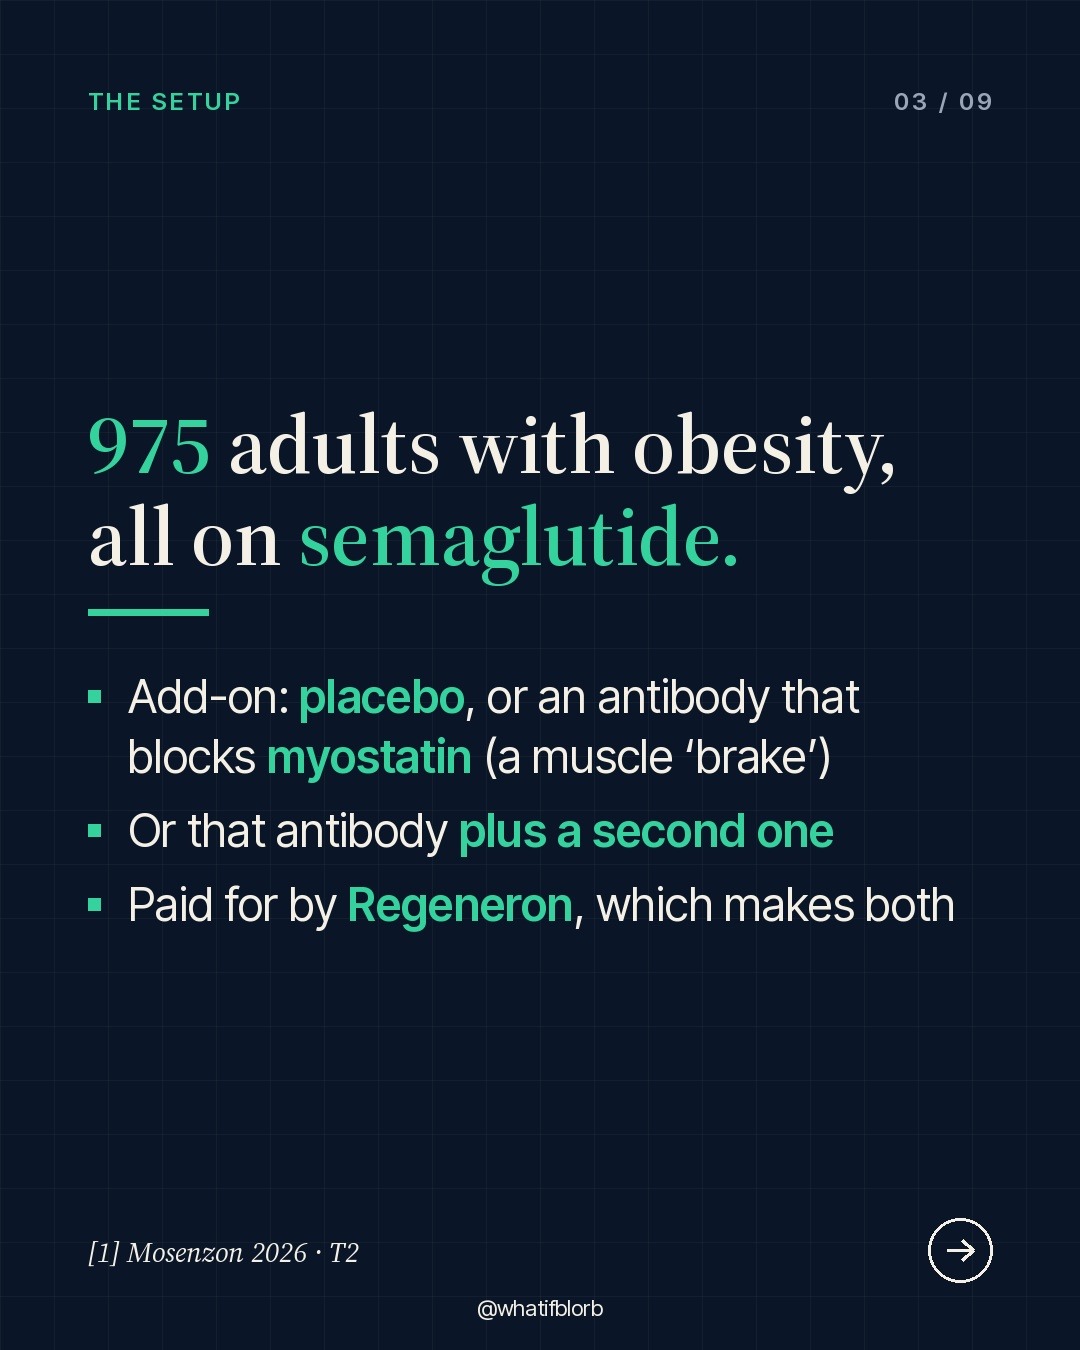 THE SETUP
03 / 09
975 adults with obesity,
all on semaglutide.
Add-on: placebo, or an antibody that
blocks myostatin (a muscle ‘brake’)
Or that antibody plus a second one
Paid for by Regeneron, which makes both
[1] Mosenzon 2026 · T2
@whatifblorb